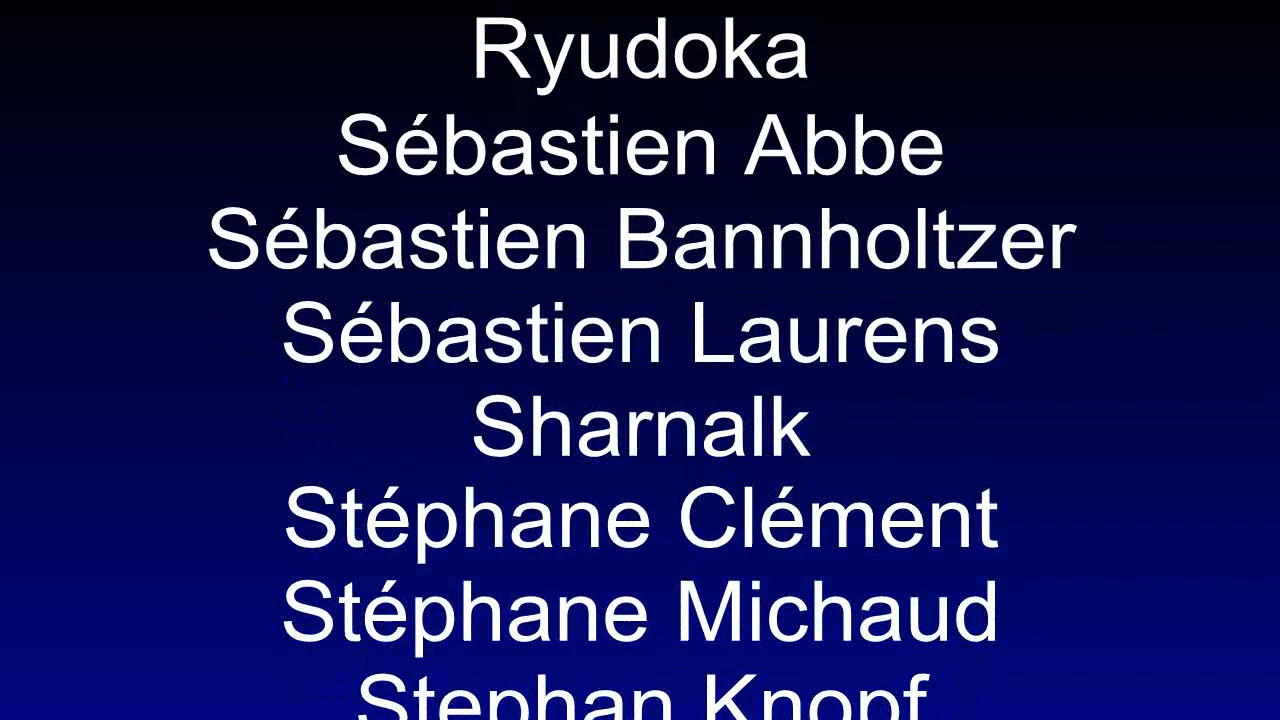 Ryudoka
Sébastien Abbe
Sébastien Bannholtzer
Sébastien Laurens
Sharnalk
Stéphane Clément
Stéphane Michaud
Stephan Knopf